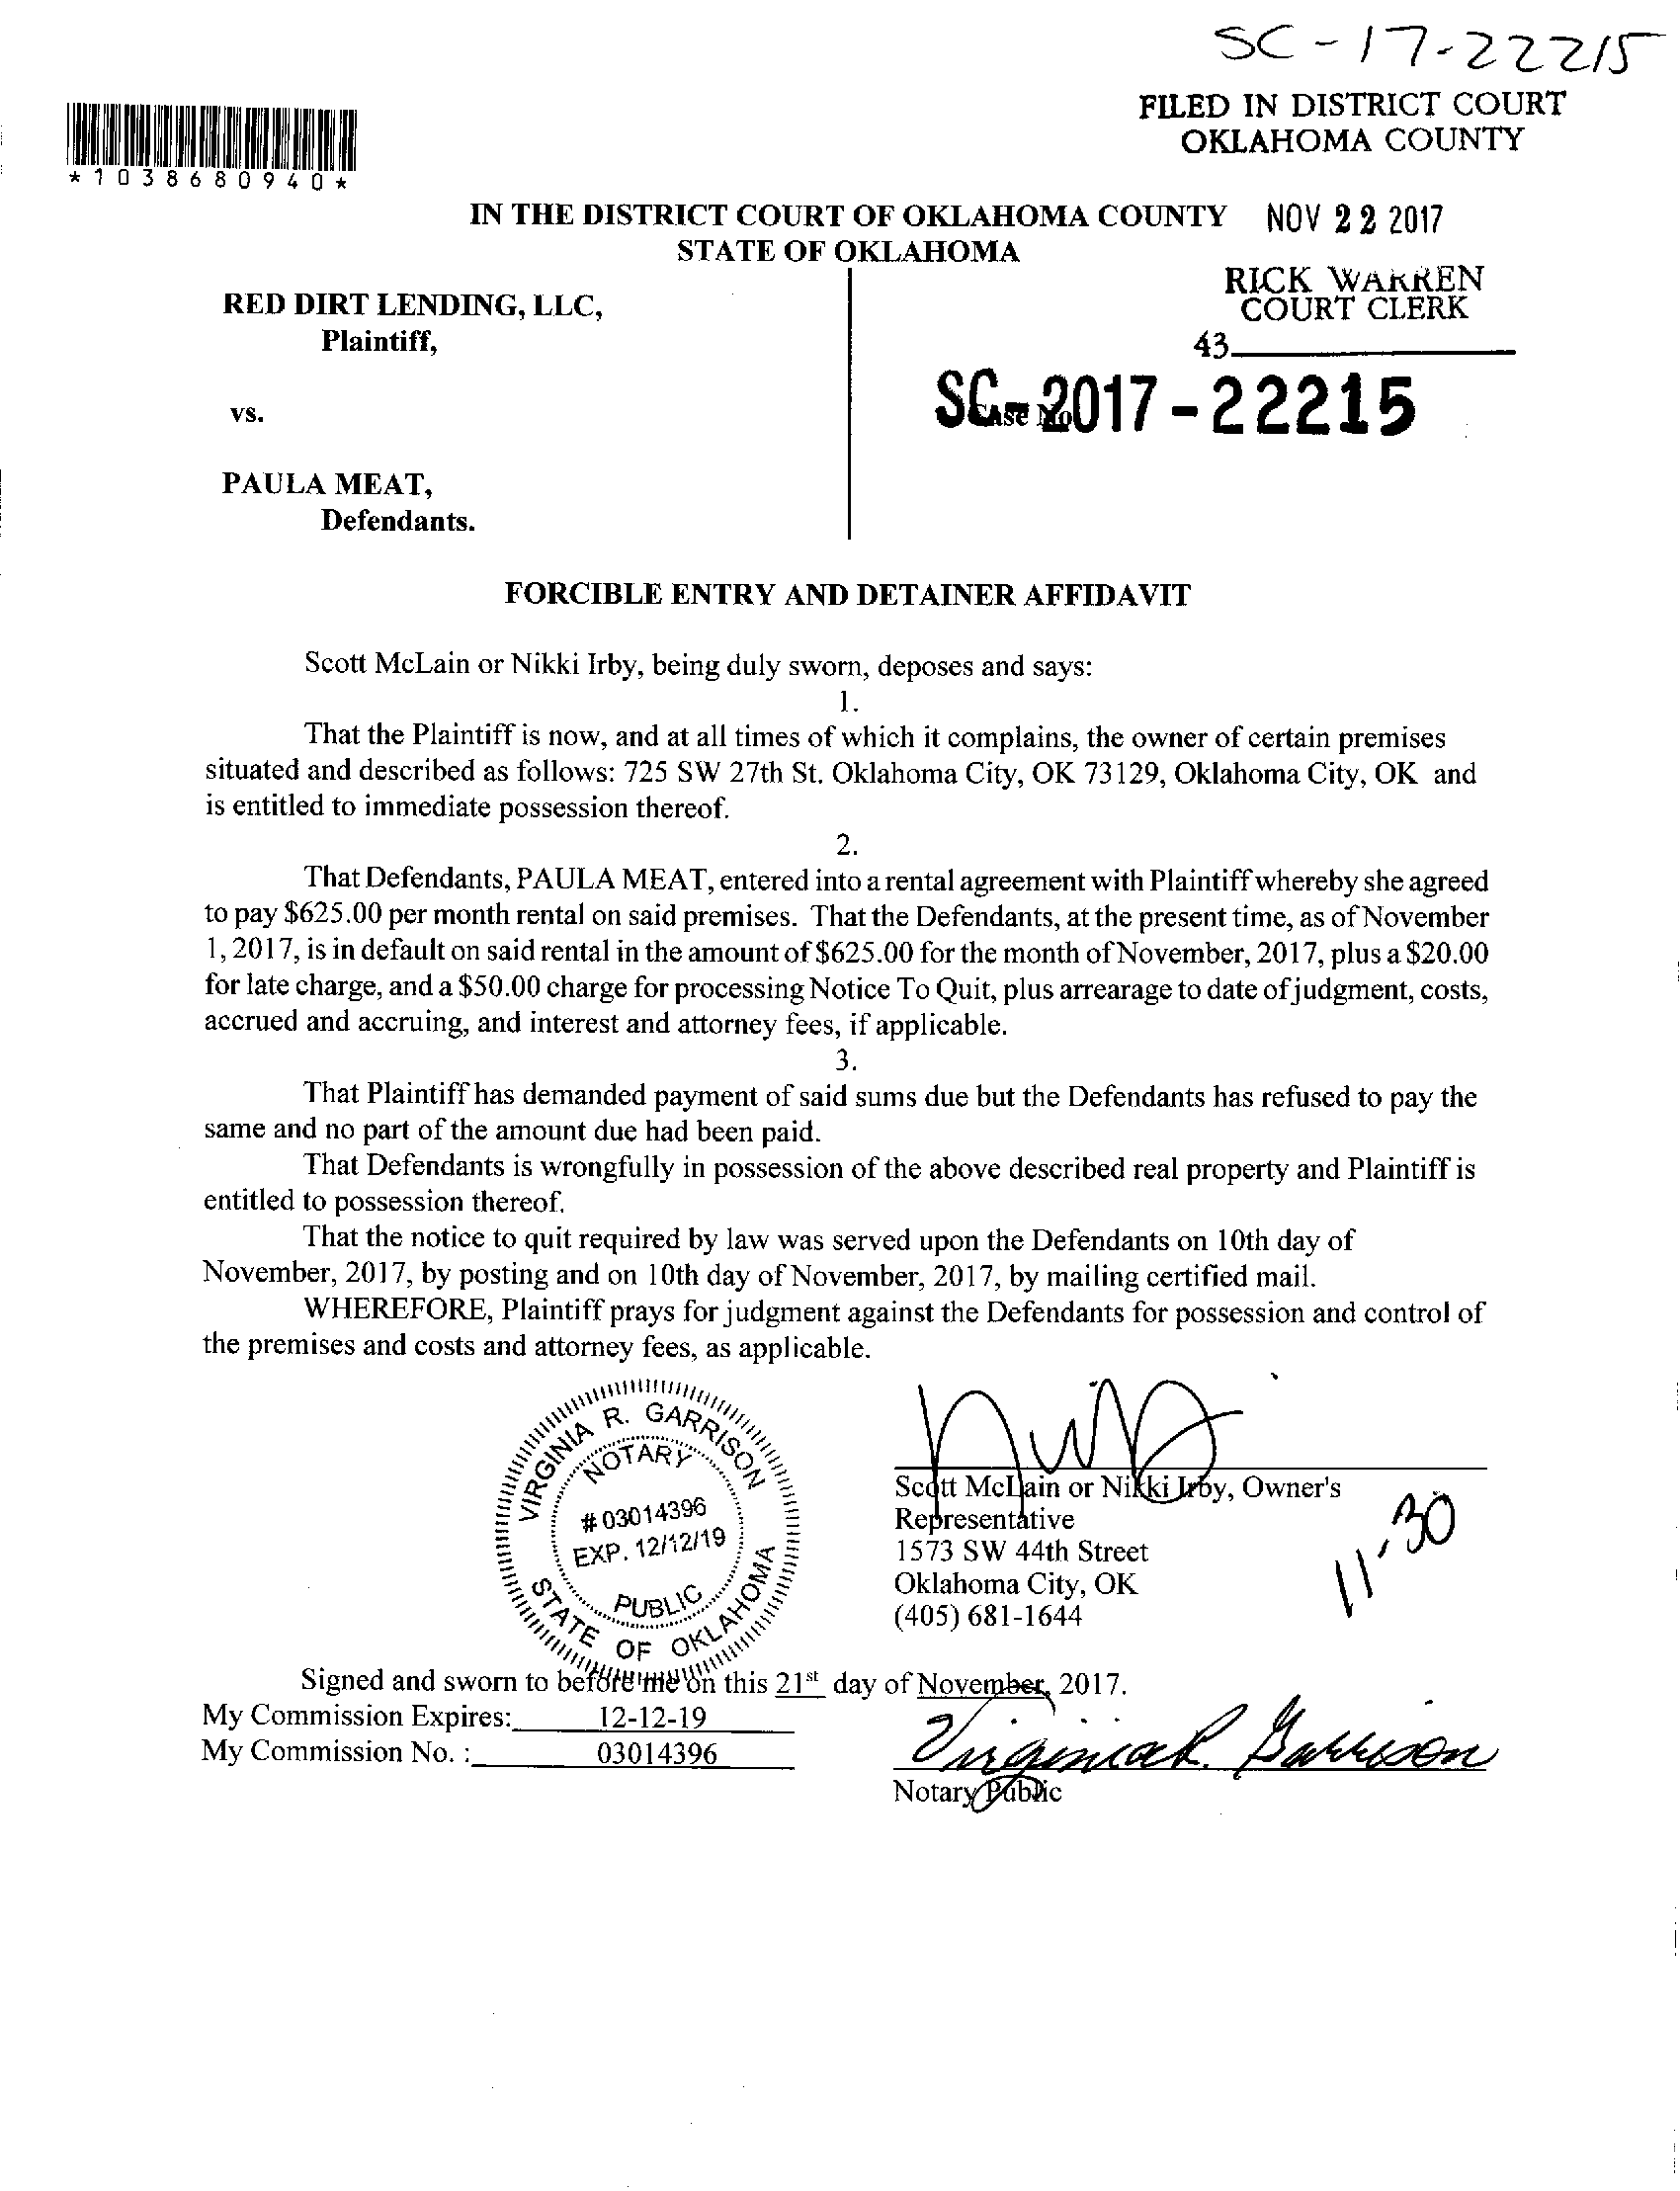 SC-17-22215
FILED IN DISTRICT COURT
OKLAHOMA COUNTY
*1038680940*
IN THE DISTRICT COURT OF OKLAHOMA COUNTY NOV 22 2017
STATE OF OKLAHOMA
RICK WARREN
COURT CLERK
43
RED DIRT LENDING, LLC,
Plaintiff,
SC-2017-22215
Case No
vs.
PAULA MEAT,
Defendants.
FORCIBLE ENTRY AND DETAINER AFFIDAVIT
Scott McLain or Nikki Irby, being duly sworn, deposes and says:
1.
That the Plaintiff is now, and at all times of which it complains, the owner of certain premises
situated and described as follows: 725 SW 27th St. Oklahoma City, OK 73129, Oklahoma City, OK and
is entitled to immediate possession thereof.
2.
That Defendants, PAULA MEAT, entered into a rental agreement with Plaintiff whereby she agreed
to pay $625.00 per month rental on said premises. That the Defendants, at the present time, as of November
1, 2017, is in default on said rental in the amount of $625.00 for the month of November, 2017, plus a $20.00
for late charge, and a $50.00 charge for processing Notice To Quit, plus arrearage to date of judgment, costs,
accrued and accruing, and interest and attorney fees, if applicable.
3.
That Plaintiff has demanded payment of said sums due but the Defendants has refused to pay the
same and no part of the amount due had been paid.
That Defendants is wrongfully in possession of the above described real property and Plaintiff is
entitled to possession thereof.
That the notice to quit required by law was served upon the Defendants on 10th day of
November, 2017, by posting and on 10th day of November, 2017, by mailing certified mail.
WHEREFORE, Plaintiff prays for judgment against the Defendants for possession and control of
the premises and costs and attorney fees, as applicable.
VIRGINIA R. GARRISON
NOTARY
#03014396
EXP. 12/12/19
PUBLIC
STATE OF OKLAHOMA
Scott McLain or Nikki Irby, Owner's
Representative
1573 SW 44th Street
Oklahoma City, OK
(405) 681-1644
11-30
Signed and sworn to before me on this 21st day of November, 2017.
My Commission Expires: 12-12-19
My Commission No. : 03014396
Virginia R. Garrison
Notary Public